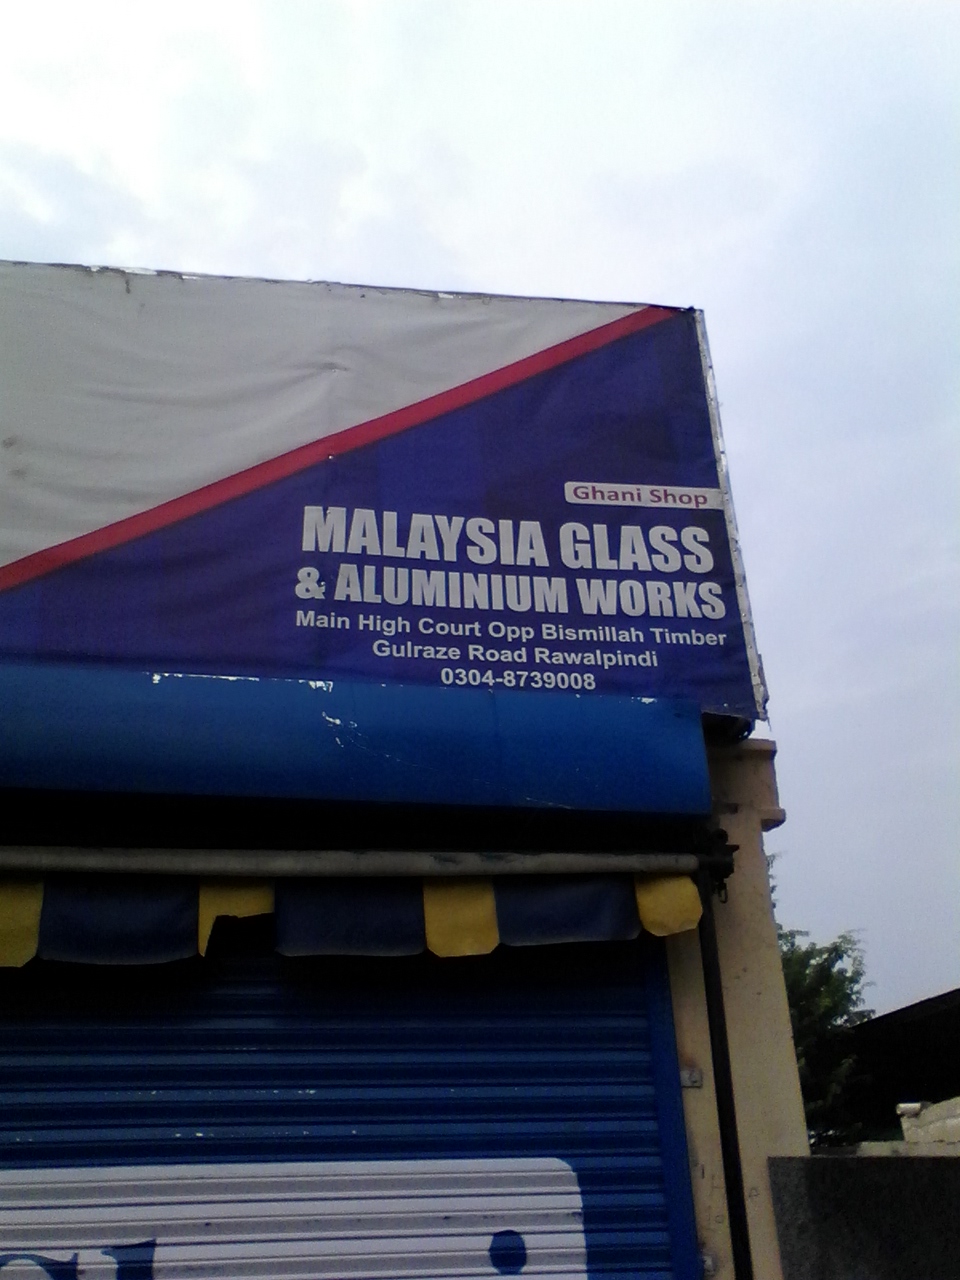 Ghani Shop
MALAYSIA GLASS
& ALUMINIUM WORKS
Main High Court Opp Bismillah Timber
Gulraze Road Rawalpindi
0304-8739008